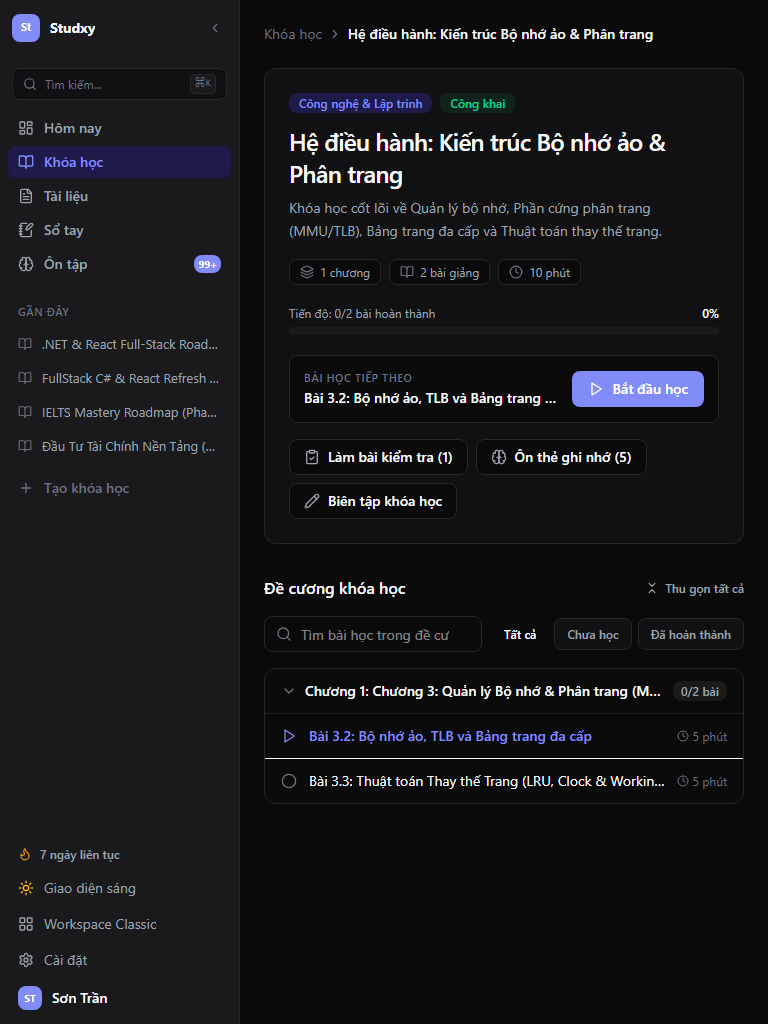 St Studxy
Tìm kiếm... ⌘K
Hôm nay
Khóa học
Tài liệu
Sổ tay
Ôn tập 99+
GẦN ĐÂY
.NET & React Full-Stack Road...
FullStack C# & React Refresh ...
IELTS Mastery Roadmap (Pha...
Đầu Tư Tài Chính Nền Tảng (...
Tạo khóa học
7 ngày liên tục
Giao diện sáng
Workspace Classic
Cài đặt
ST Sơn Trần
Khóa học > Hệ điều hành: Kiến trúc Bộ nhớ ảo & Phân trang
Công nghệ & Lập trình Công khai
Hệ điều hành: Kiến trúc Bộ nhớ ảo &
Phân trang
Khóa học cốt lõi về Quản lý bộ nhớ, Phần cứng phân trang
(MMU/TLB), Bảng trang đa cấp và Thuật toán thay thế trang.
1 chương 2 bài giảng 10 phút
Tiến độ: 0/2 bài hoàn thành 0%
BÀI HỌC TIẾP THEO
Bài 3.2: Bộ nhớ ảo, TLB và Bảng trang ... Bắt đầu học
Làm bài kiểm tra (1) Ôn thẻ ghi nhớ (5)
Biên tập khóa học
Đề cương khóa học Thu gọn tất cả
Tìm bài học trong đề cư Tất cả Chưa học Đã hoàn thành
Chương 1: Chương 3: Quản lý Bộ nhớ & Phân trang (M... 0/2 bài
Bài 3.2: Bộ nhớ ảo, TLB và Bảng trang đa cấp 5 phút
Bài 3.3: Thuật toán Thay thế Trang (LRU, Clock & Workin... 5 phút